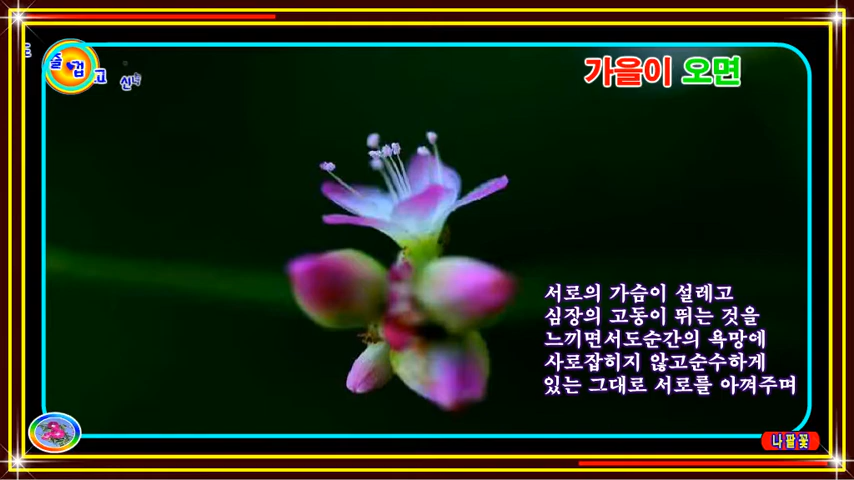 즐겁고 신
가을이 오면
서로의 가슴이 설레고
심장의 고동이 뛰는 것을
느끼면서도순간의 욕망에
사로잡히지 않고순수하게
있는 그대로 서로를 아껴주며
나팔꽃